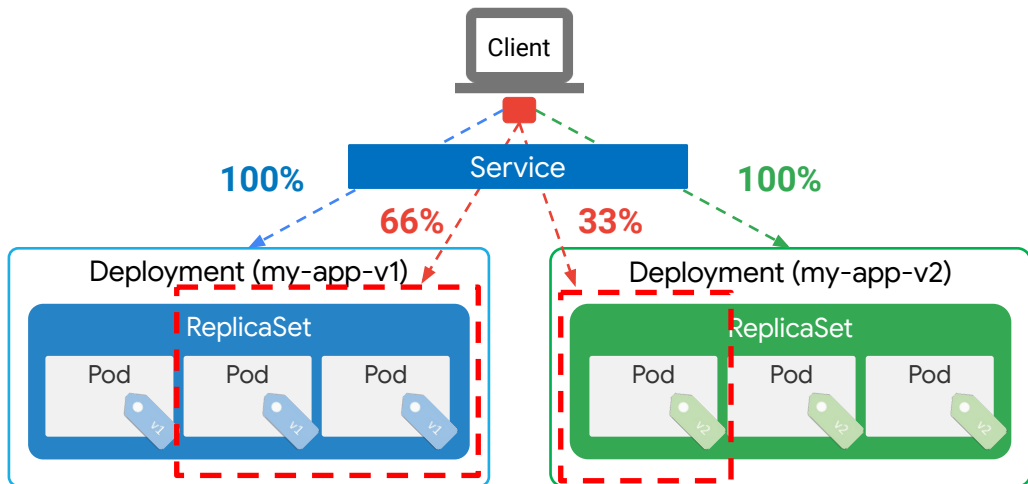 Client
Service
100%
100%
66%
33%
Deployment (my-app-v1)
ReplicaSet
Pod
Pod
Pod
v1
v1
v1
Deployment (my-app-v2)
ReplicaSet
Pod
Pod
Pod
v2
v2
v2